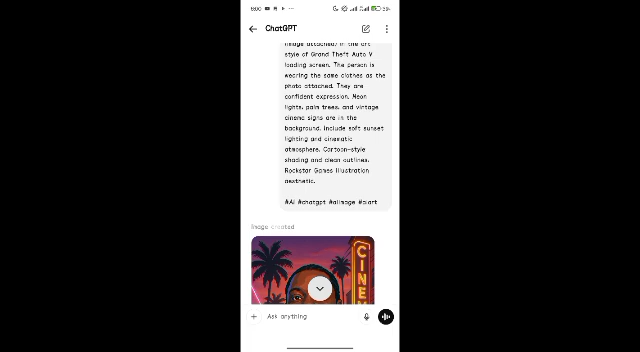 6:00
ChatGPT
image attached) in the art
style of Grand Theft Auto V
loading screen. The person is
wearing the same clothes as the
photo attached. They are
confident expression. Neon
lights, palm trees, and vintage
cinema signs are in the
background, include soft sunset
lighting and cinematic
atmosphere. Cartoon-style
shading and clean outlines.
Rockstar Games illustration
aesthetic.
#AI #chatgpt #aiimage #aiart
Image created
CINE
Ask anything